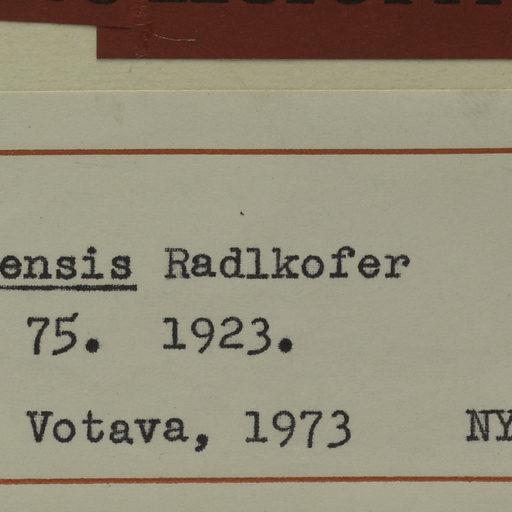 ensis Radlkofer
75. 1923.
Votava, 1973 NY